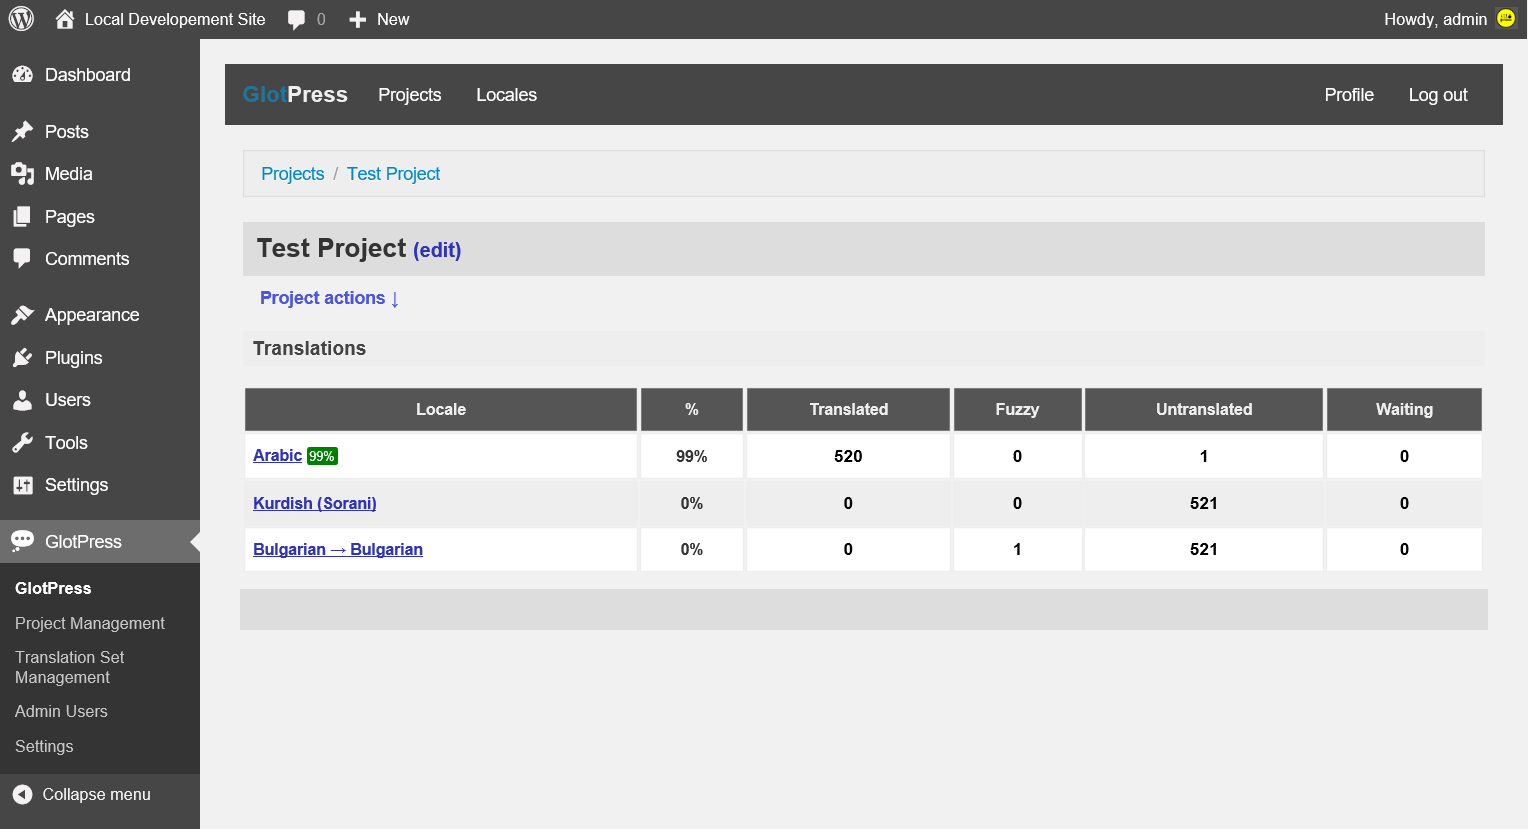 Local Developement Site 0 New Howdy, admin
Dashboard
Posts
Media
Pages
Comments
Appearance
Plugins
Users
Tools
Settings
GlotPress
GlotPress
Project Management
Translation Set
Management
Admin Users
Settings
Collapse menu
GlotPress Projects Locales Profile Log out
Projects / Test Project
Test Project (edit)
Project actions ↓
Translations
Locale % Translated Fuzzy Untranslated Waiting
Arabic 99% 99% 520 0 1 0
Kurdish (Sorani) 0% 0 0 521 0
Bulgarian → Bulgarian 0% 0 1 521 0